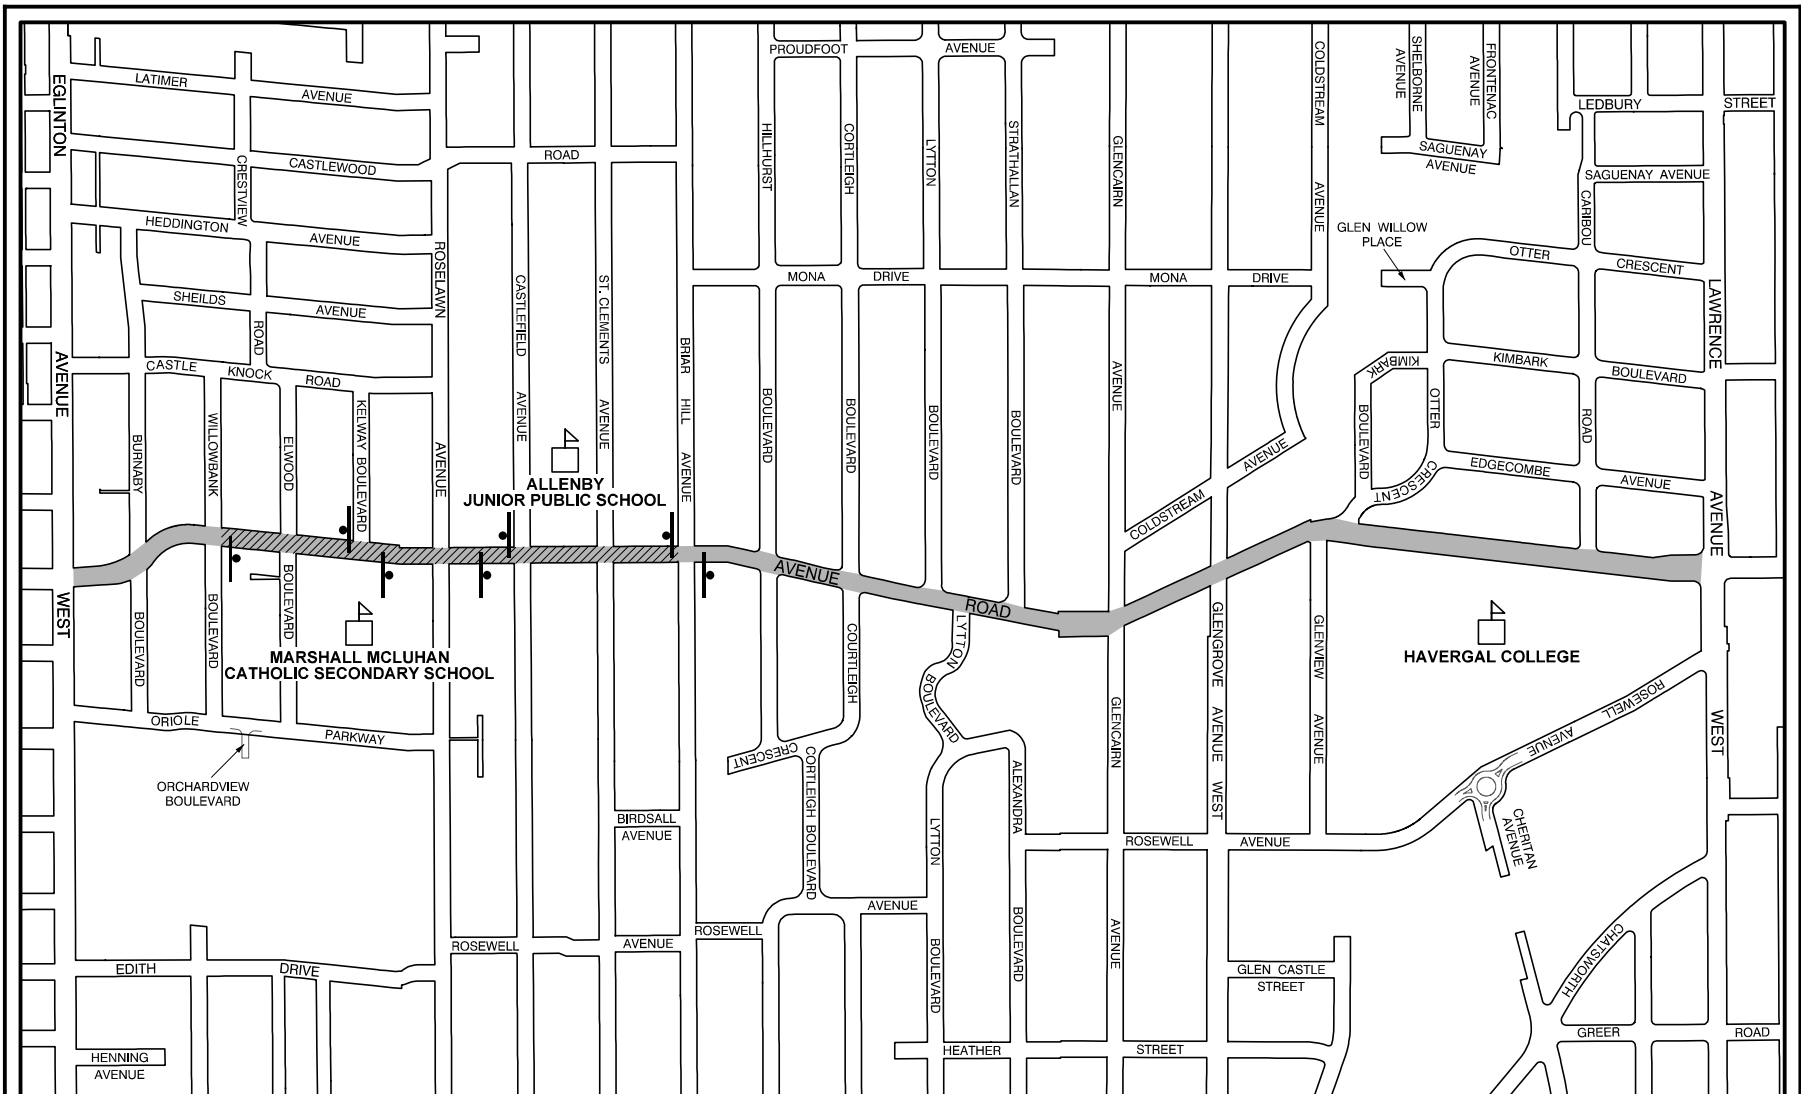 PROUDFOOT AVENUE
LATIMER AVENUE
EGLINTON AVENUE WEST
CASTLEWOOD
CRESTVIEW ROAD
HEDDINGTON AVENUE
SHEILDS AVENUE
CASTLE KNOCK ROAD
BURNABY BOULEVARD
WILLOWBANK BOULEVARD
ELWOOD BOULEVARD
KELWAY BOULEVARD
ROSELAWN AVENUE
CASTLEFIELD AVENUE
ROAD
ST. CLEMENTS AVENUE
BRIAR HILL AVENUE
HILLHURST BOULEVARD
CORTLEIGH BOULEVARD
LYTTON BOULEVARD
STRATHALLAN BOULEVARD
GLENCAIRN AVENUE
MONA DRIVE
MONA DRIVE
COLDSTREAM AVENUE
COLDSTREAM AVENUE
SHELBORNE
AVENUE
FRONTENAC
AVENUE
SAGUENAY
AVENUE
LEDBURY STREET
SAGUENAY AVENUE
CARIBOU ROAD
GLEN WILLOW
PLACE
OTTER CRESCENT
OTTER CRESCENT
KIMBARK BOULEVARD
KIMBARK BOULEVARD
EDGECOMBE AVENUE
LAWRENCE AVENUE WEST
ALLENBY
JUNIOR PUBLIC SCHOOL
AVENUE ROAD
MARSHALL MCLUHAN
CATHOLIC SECONDARY SCHOOL
HAVERGAL COLLEGE
ORIOLE PARKWAY
ORCHARDVIEW
BOULEVARD
COURTLEIGH
CRESCENT
CORTLEIGH BOULEVARD
LYTTON
BOULEVARD
LYTTON
BOULEVARD
ALEXANDRA
BOULEVARD
GLENCAIRN
AVENUE
GLENGROVE AVENUE WEST
GLENVIEW AVENUE
ROSEWELL
AVENUE
CHERITAN
AVENUE
BIRDSALL
AVENUE
ROSEWELL AVENUE
ROSEWELL AVENUE
ROSEWELL AVENUE
EDITH DRIVE
HENNING
AVENUE
GLEN CASTLE
STREET
HEATHER STREET
CHATSWORTH
GREER ROAD